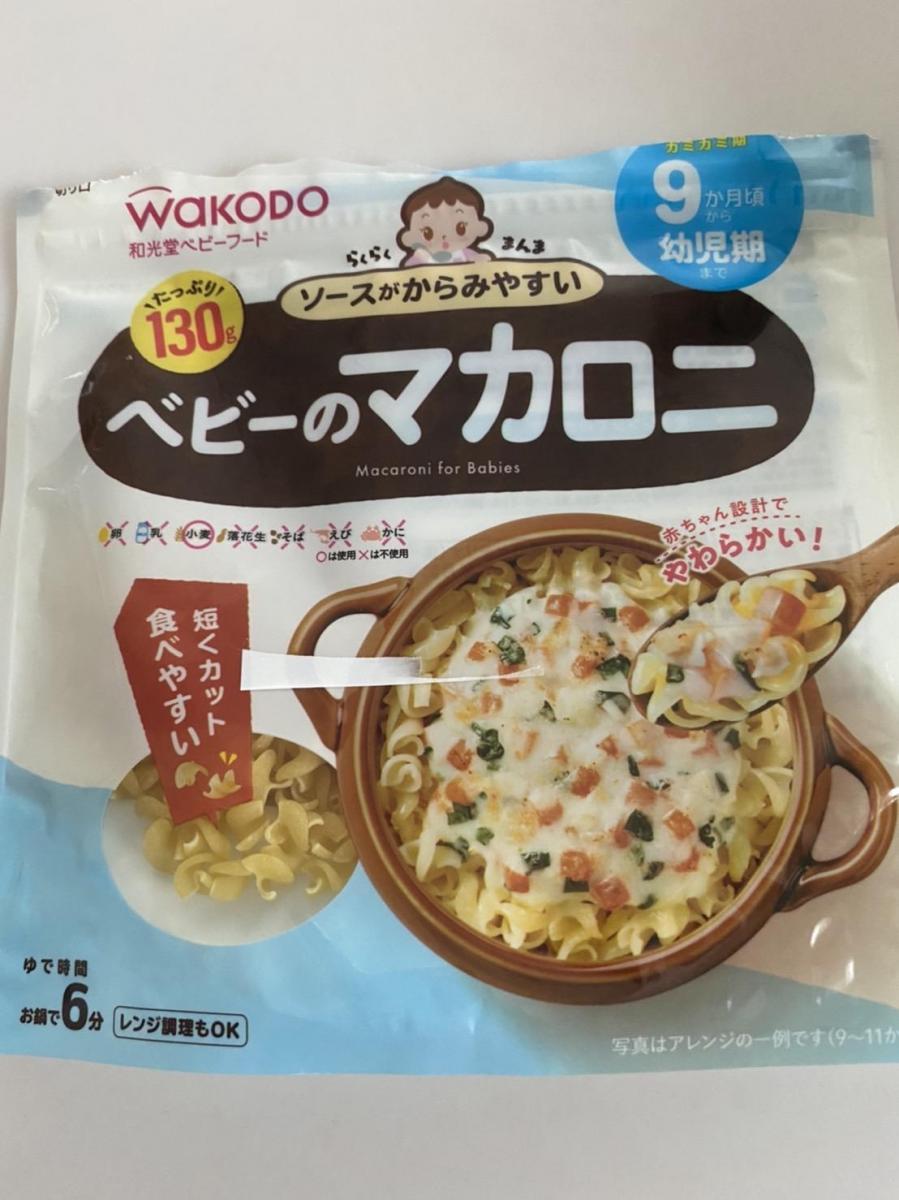 切り口
wakodo
和光堂ベビーフード
カミカミ期
9か月頃
から
幼児期
まで
らくらく まんま
ソースがからみやすい
たっぷり!
130g
ベビーのマカロニ
Macaroni for Babies
卵 乳 小麦 落花生 そば えび かに
○は使用×は不使用
赤ちゃん設計で
やわらかい!
短くカット
食べやすい
ゆで時間
お鍋で6分
レンジ調理もOK
写真はアレンジの一例です(9〜11か